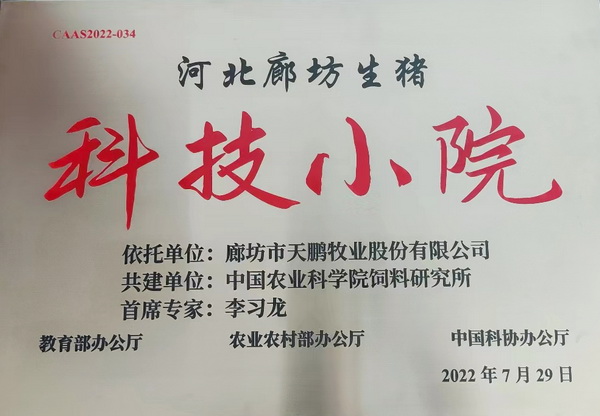 CAAS2022-034
河北廊坊生猪
科技小院
依托单位：廊坊市天鹏牧业股份有限公司
共建单位：中国农业科学院饲料研究所
首席专家：李习龙
教育部办公厅 农业农村部办公厅 中国科协办公厅
2022年7月29日